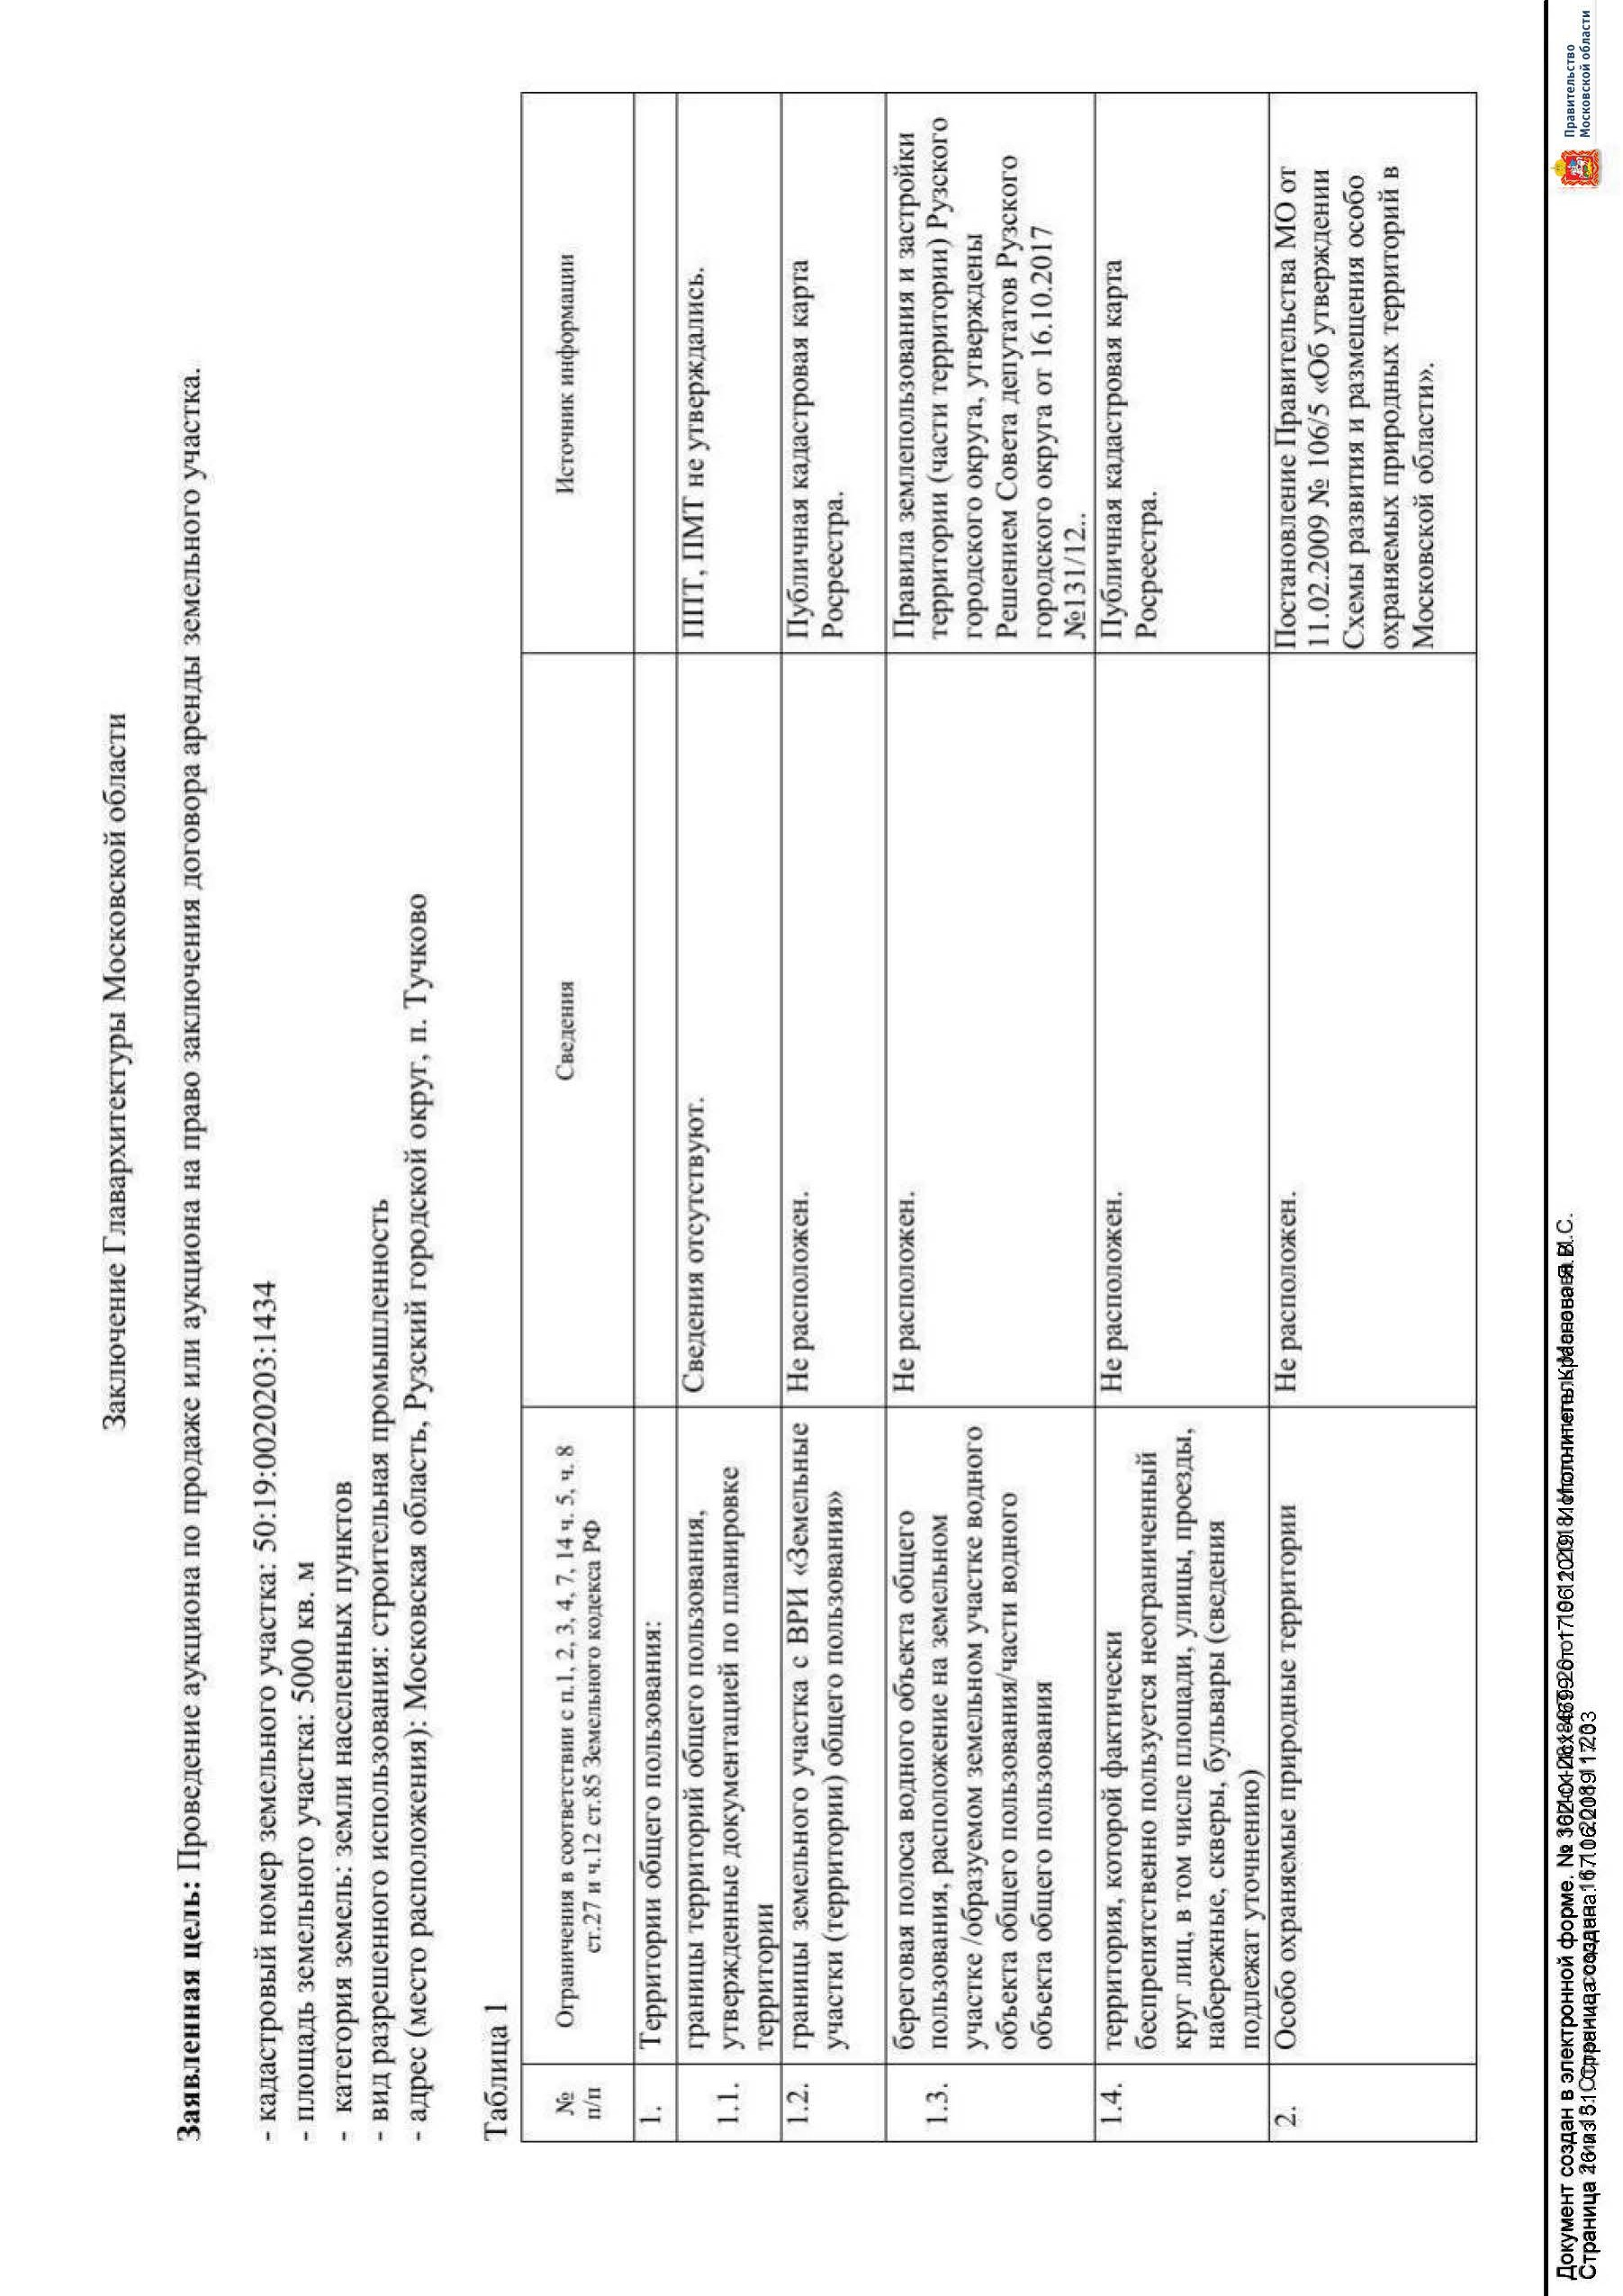 Заключение Главархитектуры Московской области
Заявленная цель: Проведение аукциона по продаже или аукциона на право заключения договора аренды земельного участка.
- кадастровый номер земельного участка: 50:19:0020203:1434
- площадь земельного участка: 5000 кв. м
- категория земель: земли населенных пунктов
- вид разрешенного использования: строительная промышленность
- адрес (место расположения): Московская область, Рузский городской округ, п. Тучково
Таблица 1
№
п/п
Ограничения в соответствии с п.1, 2, 3, 4, 7, 14 ч. 5, ч. 8
ст.27 и ч.12 ст.85 Земельного кодекса РФ
Сведения
Источник информации
1.
Территории общего пользования:
1.1.
границы территорий общего пользования,
утвержденные документацией по планировке
территории
Сведения отсутствуют.
ППТ, ПМТ не утверждались.
1.2.
границы земельного участка с ВРИ «Земельные
участки (территории) общего пользования»
Не расположен.
Публичная кадастровая карта
Росреестра.
1.3.
береговая полоса водного объекта общего
пользования, расположение на земельном
участке /образуемом земельном участке водного
объекта общего пользования/части водного
объекта общего пользования
Не расположен.
Правила землепользования и застройки
территории (части территории) Рузского
городского округа, утверждены
Решением Совета депутатов Рузского
городского округа от 16.10.2017
№131/12..
1.4.
территория, которой фактически
беспрепятственно пользуется неограниченный
круг лиц, в том числе площади, улицы, проезды,
набережные, скверы, бульвары (сведения
подлежат уточнению)
Не расположен.
Публичная кадастровая карта
Росреестра.
2.
Особо охраняемые природные территории
Не расположен.
Постановление Правительства МО от
11.02.2009 № 106/5 «Об утверждении
Схемы развития и размещения особо
охраняемых природных территорий в
Московской области».
Документ создан в электронной форме. №
Страница
Правительство
Московской области